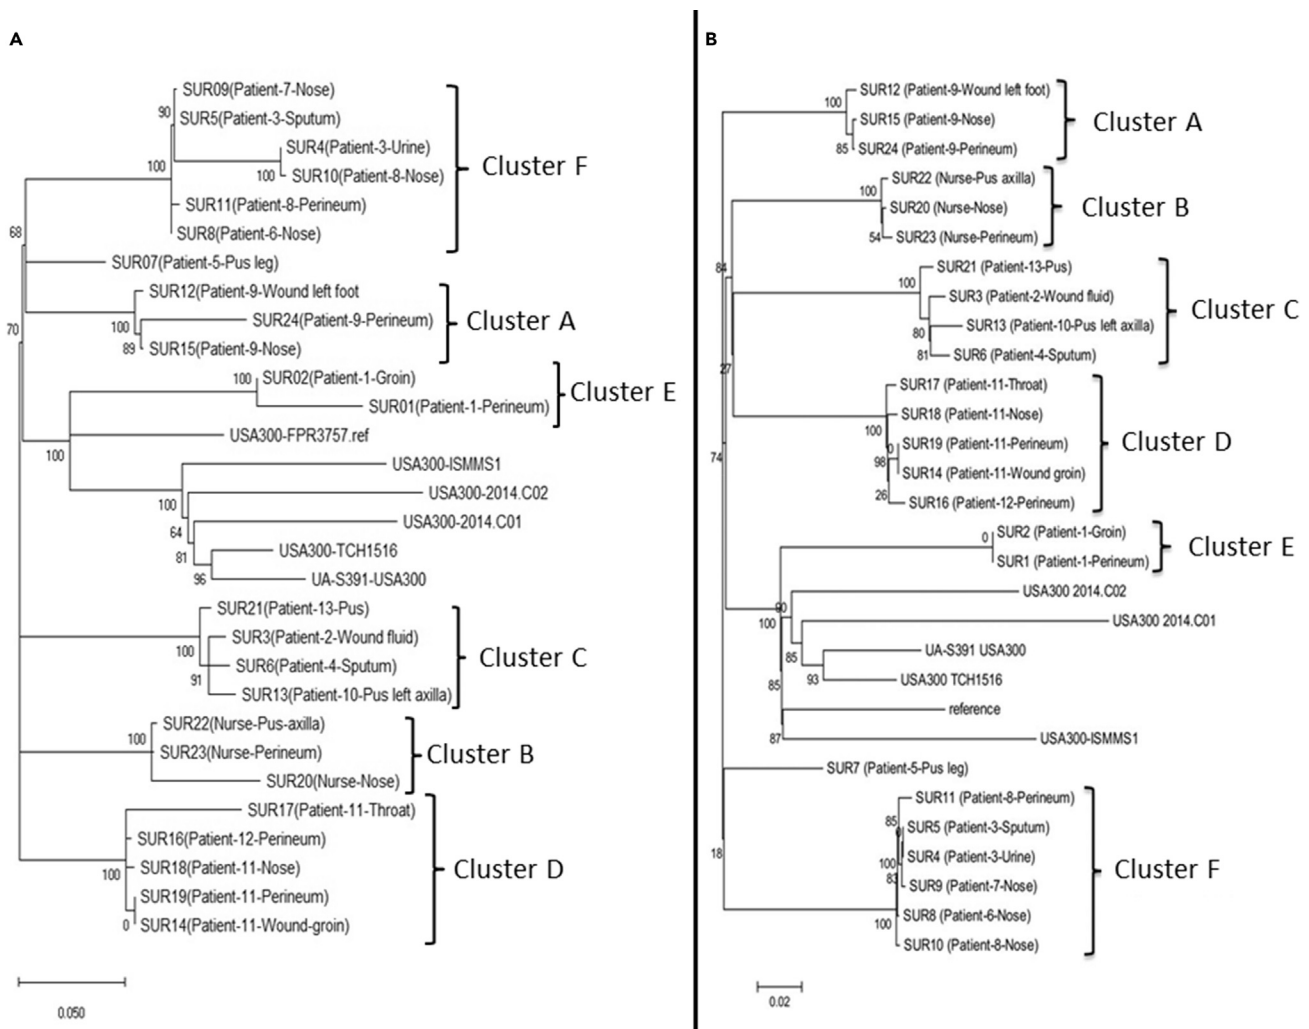 A
90
SUR09(Patient-7-Nose)
SUR5(Patient-3-Sputum)
SUR4(Patient-3-Urine)
100
100
SUR10(Patient-8-Nose)
SUR11(Patient-8-Perineum)
SUR8(Patient-6-Nose)
Cluster F
68
SUR07(Patient-5-Pus leg)
SUR12(Patient-9-Wound left foot
100
SUR24(Patient-9-Perineum)
89
SUR15(Patient-9-Nose)
Cluster A
70
100
SUR02(Patient-1-Groin)
SUR01(Patient-1-Perineum)
Cluster E
USA300-FPR3757.ref
100
USA300-ISMMS1
100
USA300-2014.C02
64
USA300-2014.C01
81
USA300-TCH1516
96
UA-S391-USA300
SUR21(Patient-13-Pus)
100
SUR3(Patient-2-Wound fluid)
SUR6(Patient-4-Sputum)
91
SUR13(Patient-10-Pus left axilla)
Cluster C
SUR22(Nurse-Pus-axilla)
100
SUR23(Nurse-Perineum)
SUR20(Nurse-Nose)
Cluster B
SUR17(Patient-11-Throat)
SUR16(Patient-12-Perineum)
SUR18(Patient-11-Nose)
100
SUR19(Patient-11-Perineum)
0
SUR14(Patient-11-Wound-groin)
Cluster D
0.050
B
SUR12 (Patient-9-Wound left foot)
100
SUR15 (Patient-9-Nose)
85
SUR24 (Patient-9-Perineum)
Cluster A
SUR22 (Nurse-Pus axilla)
100
SUR20 (Nurse-Nose)
54
SUR23 (Nurse-Perineum)
Cluster B
84
SUR21 (Patient-13-Pus)
100
SUR3 (Patient-2-Wound fluid)
80
SUR13 (Patient-10-Pus left axilla)
81
SUR6 (Patient-4-Sputum)
Cluster C
27
SUR17 (Patient-11-Throat)
SUR18 (Patient-11-Nose)
100
0
SUR19 (Patient-11-Perineum)
98
SUR14 (Patient-11-Wound groin)
26
SUR16 (Patient-12-Perineum)
Cluster D
74
SUR2 (Patient-1-Groin)
0
SUR1 (Patient-1-Perineum)
Cluster E
USA300 2014.C02
90
100
USA300 2014.C01
85
UA-S391 USA300
93
USA300 TCH1516
85
reference
87
USA300-ISMMS1
SUR7 (Patient-5-Pus leg)
SUR11 (Patient-8-Perineum)
85
SUR5 (Patient-3-Sputum)
18
100
SUR4 (Patient-3-Urine)
83
SUR9 (Patient-7-Nose)
SUR8 (Patient-6-Nose)
100
SUR10 (Patient-8-Nose)
Cluster F
0.02